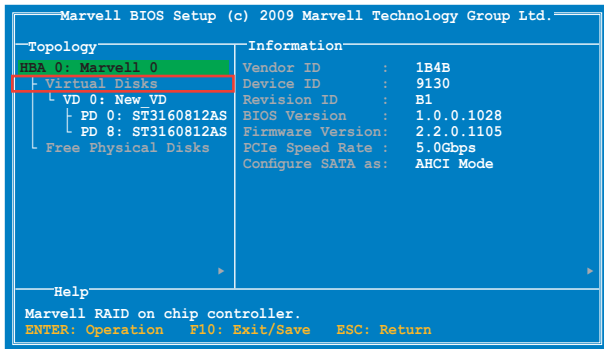 Marvell BIOS Setup (c) 2009 Marvell Technology Group Ltd.
Topology
HBA 0: Marvell 0
Virtual Disks
VD 0: New_VD
PD 0: ST3160812AS
PD 8: ST3160812AS
Free Physical Disks
Information
Vendor ID : 1B4B
Device ID : 9130
Revision ID : B1
BIOS Version : 1.0.0.1028
Firmware Version: 2.2.0.1105
PCIe Speed Rate : 5.0Gbps
Configure SATA as: AHCI Mode
Help
Marvell RAID on chip controller.
ENTER: Operation F10: Exit/Save ESC: Return